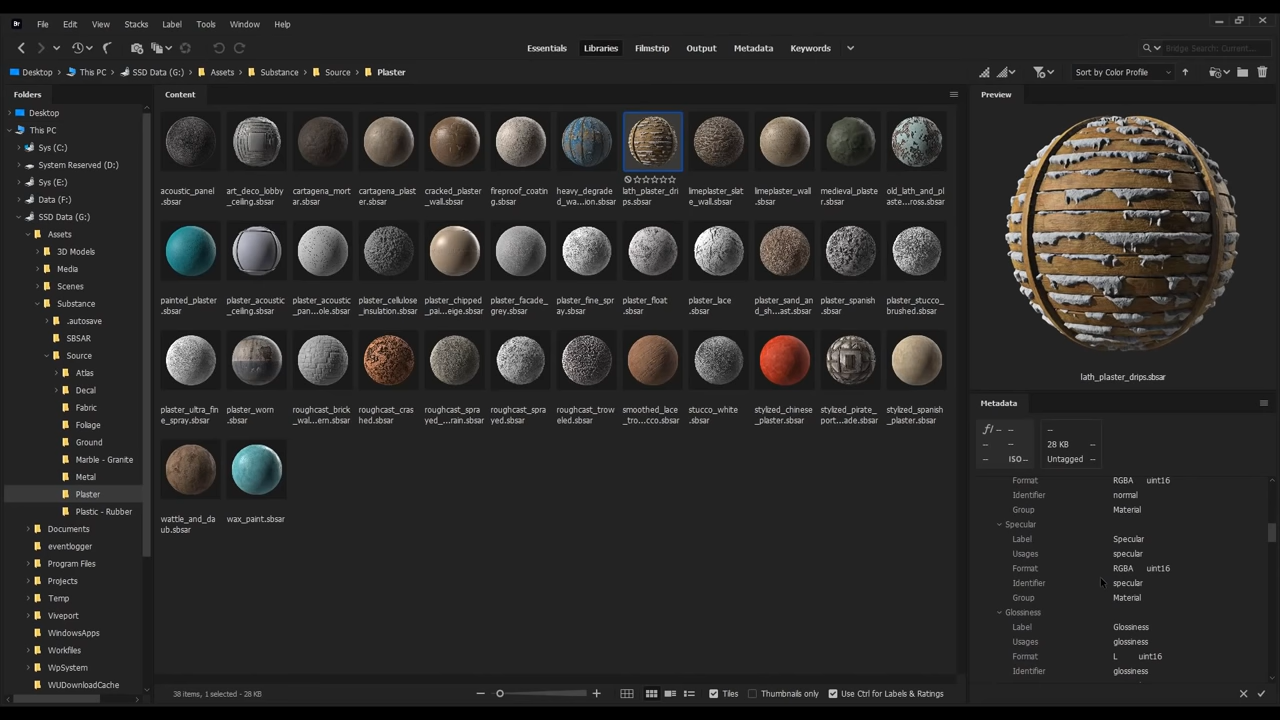 Br File Edit View Stacks Label Tools Window Help
Essentials Libraries Filmstrip Output Metadata Keywords Bridge Search: Current...
Desktop This PC SSD Data (G:) Assets Substance Source Plaster Sort by Color Profile
Folders
Desktop
This PC
Sys (C:)
System Reserved (D:)
Sys (E:)
Data (F:)
SSD Data (G:)
Assets
3D Models
Media
Scenes
Substance
.autosave
SBSAR
Source
Atlas
Decal
Fabric
Foliage
Ground
Marble - Granite
Metal
Plaster
Plastic - Rubber
Documents
eventlogger
Program Files
Projects
Temp
Viveport
WindowsApps
Workfiles
WpSystem
WUDownloadCache
Content
acoustic_panel
.sbsar
art_deco_lobby
_ceiling.sbsar
cartagena_mort
ar.sbsar
cartagena_plast
er.sbsar
cracked_plaster
_wall.sbsar
fireproof_coatin
g.sbsar
heavy_degrade
d_wa...ion.sbsar
lath_plaster_dri
ps.sbsar
limeplaster_slat
e_wall.sbsar
limeplaster_wall
.sbsar
medieval_plaste
r.sbsar
old_lath_and_pl
aste...ross.sbsar
painted_plaster
.sbsar
plaster_acoustic
_ceiling.sbsar
plaster_acoustic
_pan...ole.sbsar
plaster_cellulose
_insulation.sbsar
plaster_chipped
_pai...eige.sbsar
plaster_facade_
grey.sbsar
plaster_fine_spr
ay.sbsar
plaster_float
.sbsar
plaster_lace
.sbsar
plaster_sand_an
d_sh...ast.sbsar
plaster_spanish
.sbsar
plaster_stucco_
brushed.sbsar
plaster_ultra_fin
e_spray.sbsar
plaster_worn
.sbsar
roughcast_brick
_wal...ern.sbsar
roughcast_cras
hed.sbsar
roughcast_spra
yed_...rain.sbsar
roughcast_spra
yed.sbsar
roughcast_trow
eled.sbsar
smoothed_lace
_tro...cco.sbsar
stucco_white
.sbsar
stylized_chines
e_plaster.sbsar
stylized_pirate_
port...ade.sbsar
stylized_spanish
_plaster.sbsar
wattle_and_da
ub.sbsar
wax_paint.sbsar
38 items, 1 selected - 28 KB
Tiles Thumbnails only Use Ctrl for Labels & Ratings
Preview
lath_plaster_drips.sbsar
Metadata
f/ -- -- --
-- -- 28 KB --
-- ISO-- Untagged --
Format RGBA uint16
Identifier normal
Group Material
Specular
Label Specular
Usages specular
Format RGBA uint16
Identifier specular
Group Material
Glossiness
Label Glossiness
Usages glossiness
Format L uint16
Identifier glossiness